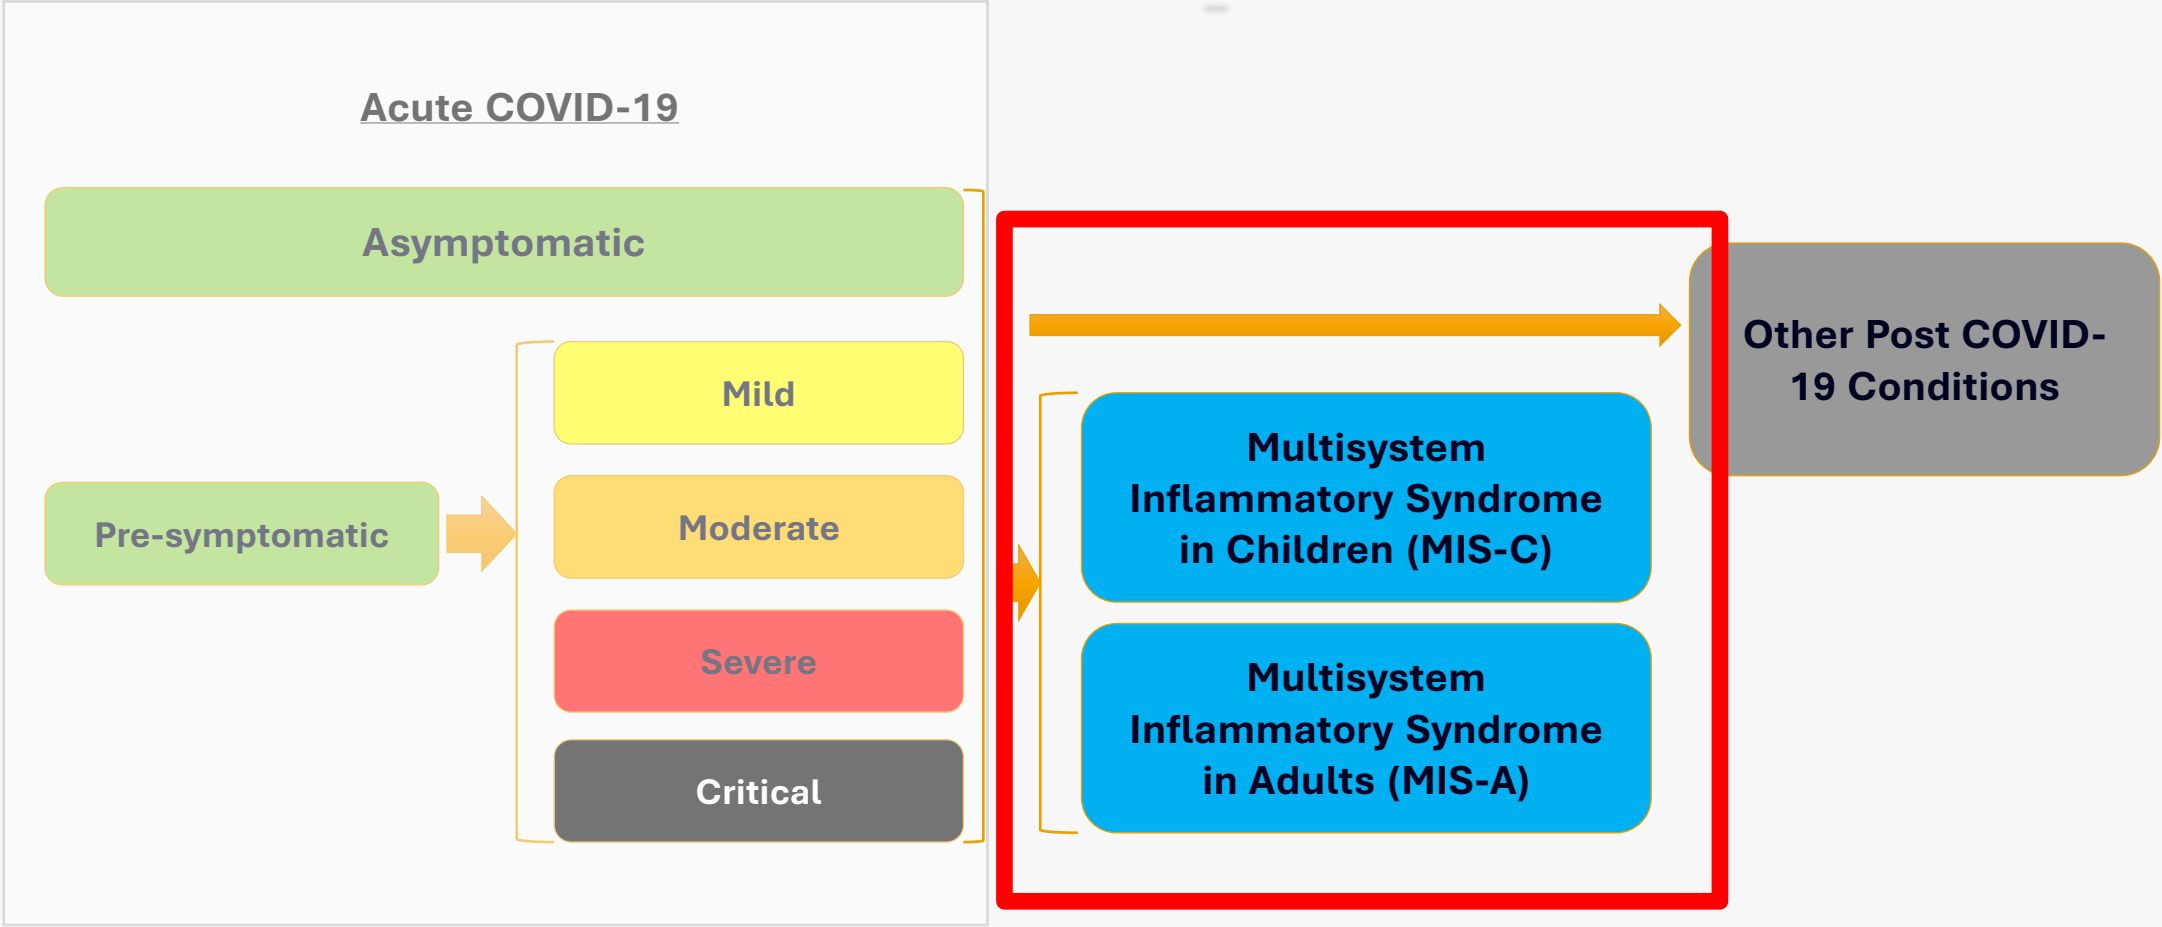 Acute COVID-19
Asymptomatic
Pre-symptomatic
Mild
Moderate
Severe
Critical
Multisystem
Inflammatory Syndrome
in Children (MIS-C)
Multisystem
Inflammatory Syndrome
in Adults (MIS-A)
Other Post COVID-
19 Conditions